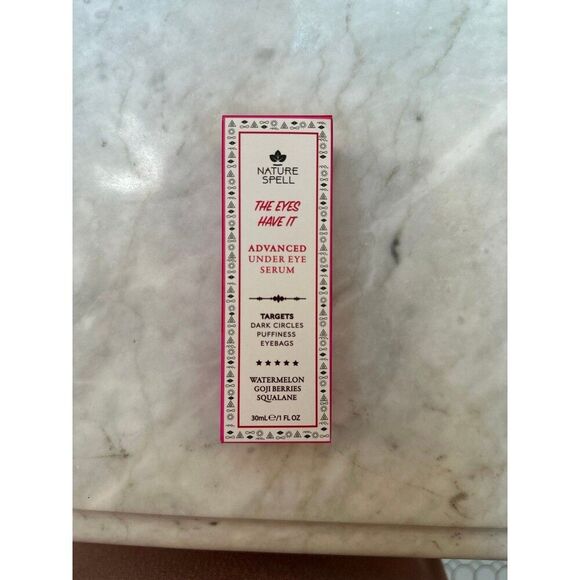 NATURE
SPELL
THE EYES
HAVE IT
ADVANCED
UNDER EYE
SERUM
TARGETS
DARK CIRCLES
PUFFINESS
EYEBAGS
WATERMELON
GOJI BERRIES
SQUALANE
30mL ℮/1 FL OZ